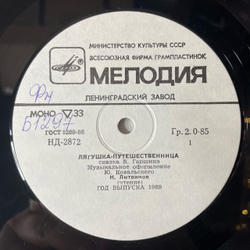 МИНИСТЕРСТВО КУЛЬТУРЫ СССР
ВСЕСОЮЗНАЯ ФИРМА ГРАМПЛАСТИНОК
МЕЛОДИЯ
ЛЕНИНГРАДСКИЙ ЗАВОД
МОНО 33
ГОСТ 5289-88
НД-2872
Гр. 2. 0-85
1
ЛЯГУШКА-ПУТЕШЕСТВЕННИЦА
сказка В. Гаршина
Музыкальное оформление
Ю. Ковальского
Н. Литвинов
(чтение)
ГОД ВЫПУСКА 1989